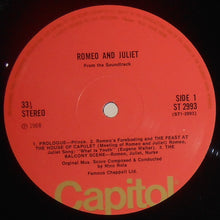 ROMEO AND JULIET
From the Soundtrack
33⅓
STEREO
℗ 1968
SIDE 1
ST 2993
(ST1-2993)
1. PROLOGUE—Prince. 2. Romeo's Foreboding and THE FEAST AT
THE HOUSE OF CAPULET (Meeting of Romeo and Juliet) Romeo,
Juliet Song: "What is Youth" (Eugene Walter). 3. THE
BALCONY SCENE—Romeo, Juliet, Nurse
Original Mus. Score Composed & Conducted
by Nino Rota
Famous Chappell Ltd.
Capitol